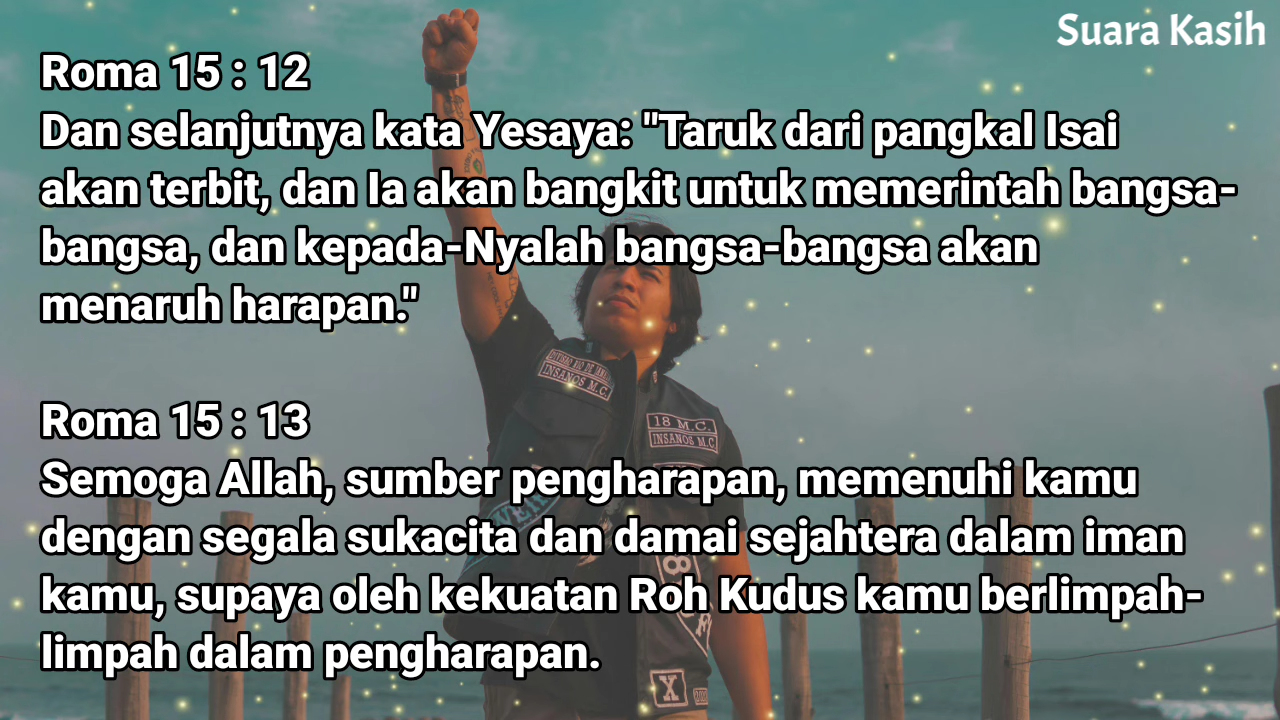 Suara Kasih
Roma 15 : 12
Dan selanjutnya kata Yesaya: "Taruk dari pangkal Isai
akan terbit, dan Ia akan bangkit untuk memerintah bangsa-
bangsa, dan kepada-Nyalah bangsa-bangsa akan
menaruh harapan."
Roma 15 : 13
Semoga Allah, sumber pengharapan, memenuhi kamu
dengan segala sukacita dan damai sejahtera dalam iman
kamu, supaya oleh kekuatan Roh Kudus kamu berlimpah-
limpah dalam pengharapan.
INSANOS M.C.
18 M.C.
INSANOS M.C.
X